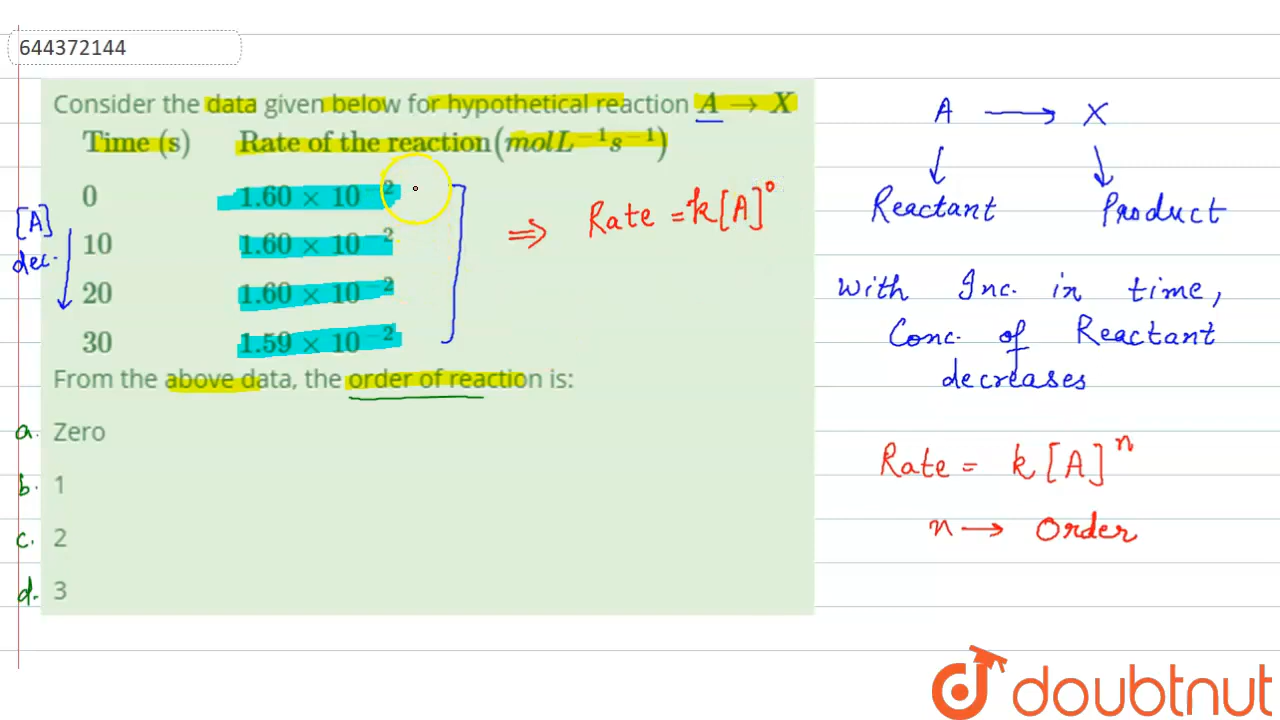 644372144
Consider the data given below for hypothetical reaction A → X
Time (s) Rate of the reaction(molL⁻¹s⁻¹)
0 1.60 × 10⁻²
10 1.60 × 10⁻²
20 1.60 × 10⁻²
30 1.59 × 10⁻²
From the above data, the order of reaction is:
a. Zero
b. 1
c. 2
d. 3
[A]
dec.
⇒ Rate = k[A]⁰
A → X
Reactant Product
With Inc. in time,
Conc. of Reactant
decreases
Rate = k[A]ⁿ
n → Order
doubtnut